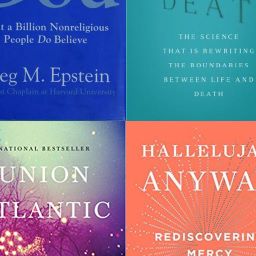 t a Billion Nonreligious
People Do Believe
eg M. Epstein
t Chaplain at Harvard University
DEATH
THE SCIENCE
THAT IS REWRITING
THE BOUNDARIES
BETWEEN LIFE AND
DEATH
NATIONAL BESTSELLER
UNION
TLANTIC
HALLELUJA
ANYWA
REDISCOVERIN
MERCY